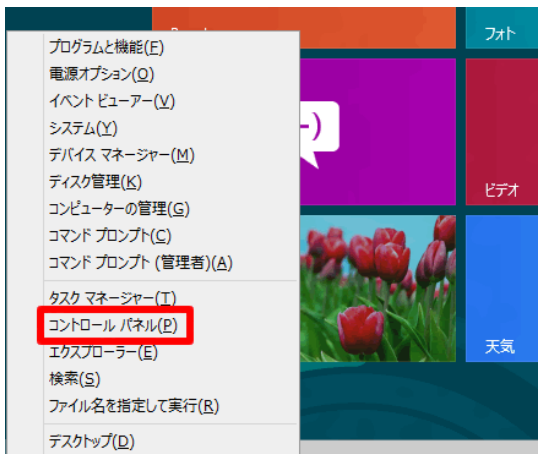 プログラムと機能(F)
電源オプション(O)
イベント ビューアー(V)
システム(Y)
デバイス マネージャー(M)
ディスク管理(K)
コンピューターの管理(G)
コマンド プロンプト(C)
コマンド プロンプト (管理者)(A)
タスク マネージャー(T)
コントロール パネル(P)
エクスプローラー(E)
検索(S)
ファイル名を指定して実行(R)
デスクトップ(D)
フォト
-)
ビデオ
天気